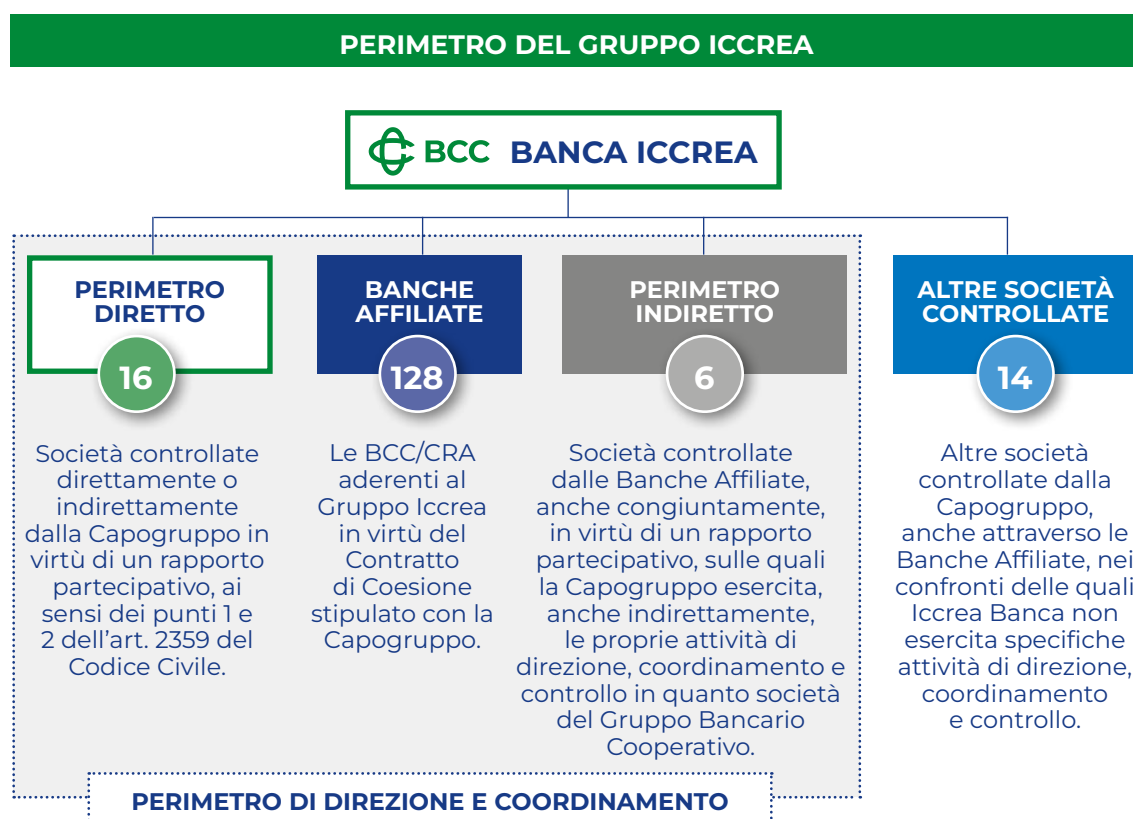 PERIMETRO DEL GRUPPO ICCREA
BCC BANCA ICCREA
PERIMETRO
DIRETTO
16
Società controllate
direttamente o
indirettamente
dalla Capogruppo in
virtù di un rapporto
partecipativo, ai
sensi dei punti 1 e
2 dell’art. 2359 del
Codice Civile.
BANCHE
AFFILIATE
128
Le BCC/CRA
aderenti al
Gruppo Iccrea
in virtù del
Contratto
di Coesione
stipulato con la
Capogruppo.
PERIMETRO
INDIRETTO
6
Società controllate
dalle Banche Affiliate,
anche congiuntamente,
in virtù di un rapporto
partecipativo, sulle quali
la Capogruppo esercita,
anche indirettamente,
le proprie attività di
direzione, coordinamento e
controllo in quanto società
del Gruppo Bancario
Cooperativo.
ALTRE SOCIETÀ
CONTROLLATE
14
Altre società
controllate dalla
Capogruppo,
anche attraverso le
Banche Affiliate, nei
confronti delle quali
Iccrea Banca non
esercita specifiche
attività di direzione,
coordinamento
e controllo.
PERIMETRO DI DIREZIONE E COORDINAMENTO